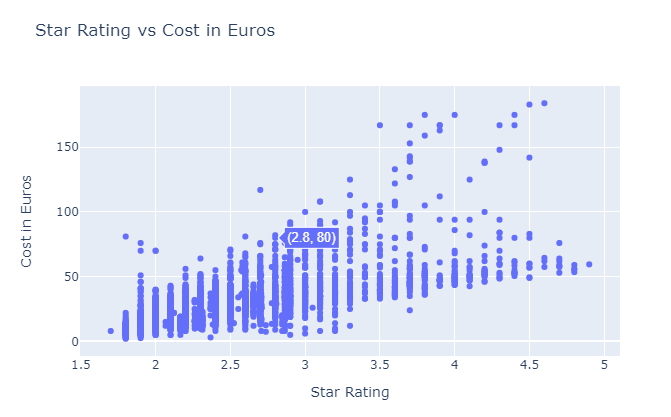 Star Rating vs Cost in Euros
150
100
50
0
Cost in Euros
(2.8, 80)
1.5 2 2.5 3 3.5 4 4.5 5
Star Rating